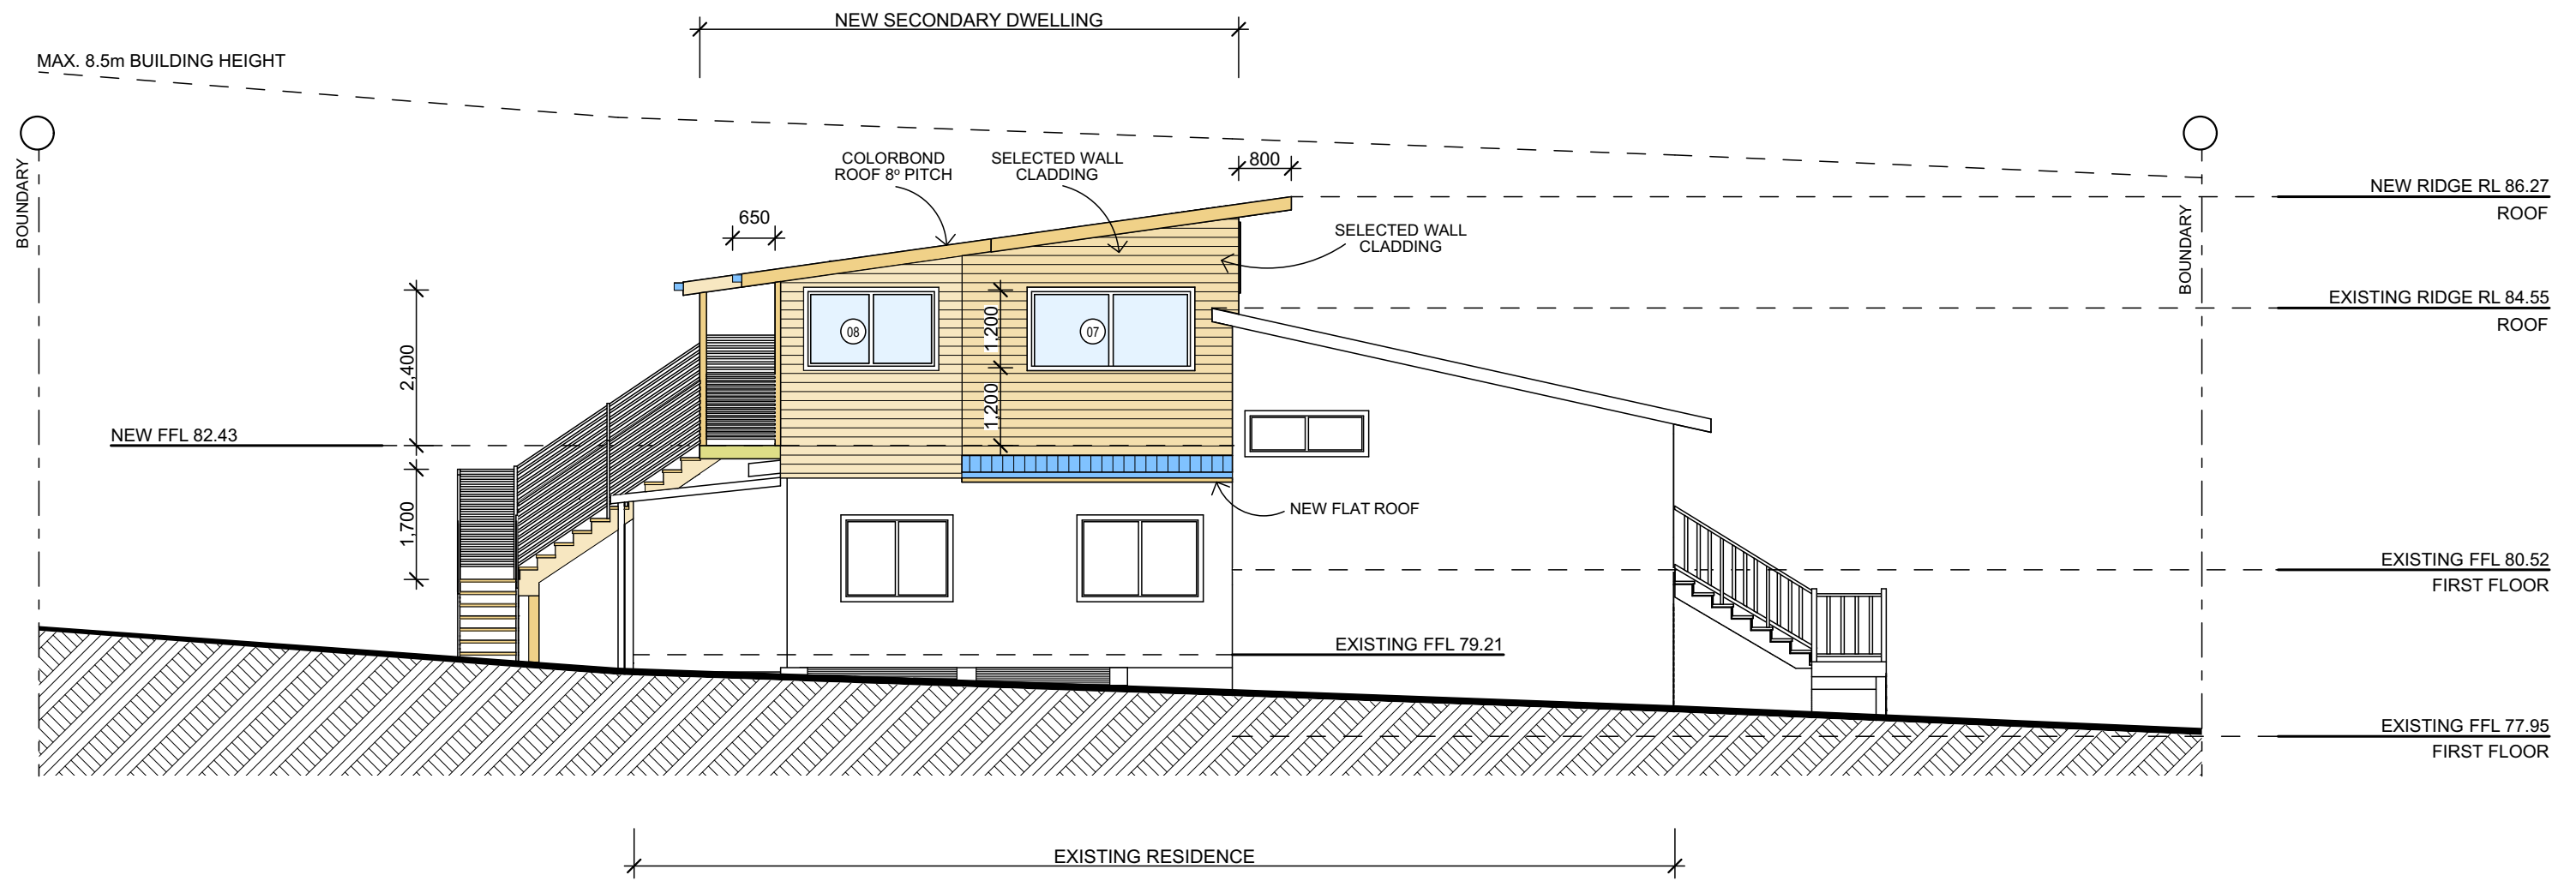 NEW SECONDARY DWELLING
MAX. 8.5m BUILDING HEIGHT
BOUNDARY
COLORBOND
ROOF 8º PITCH
SELECTED WALL
CLADDING
800
650
SELECTED WALL
CLADDING
NEW RIDGE RL 86.27
ROOF
BOUNDARY
EXISTING RIDGE RL 84.55
ROOF
2,400
08
1,200
07
1,200
NEW FFL 82.43
1,700
NEW FLAT ROOF
EXISTING FFL 80.52
FIRST FLOOR
EXISTING FFL 79.21
EXISTING FFL 77.95
FIRST FLOOR
EXISTING RESIDENCE